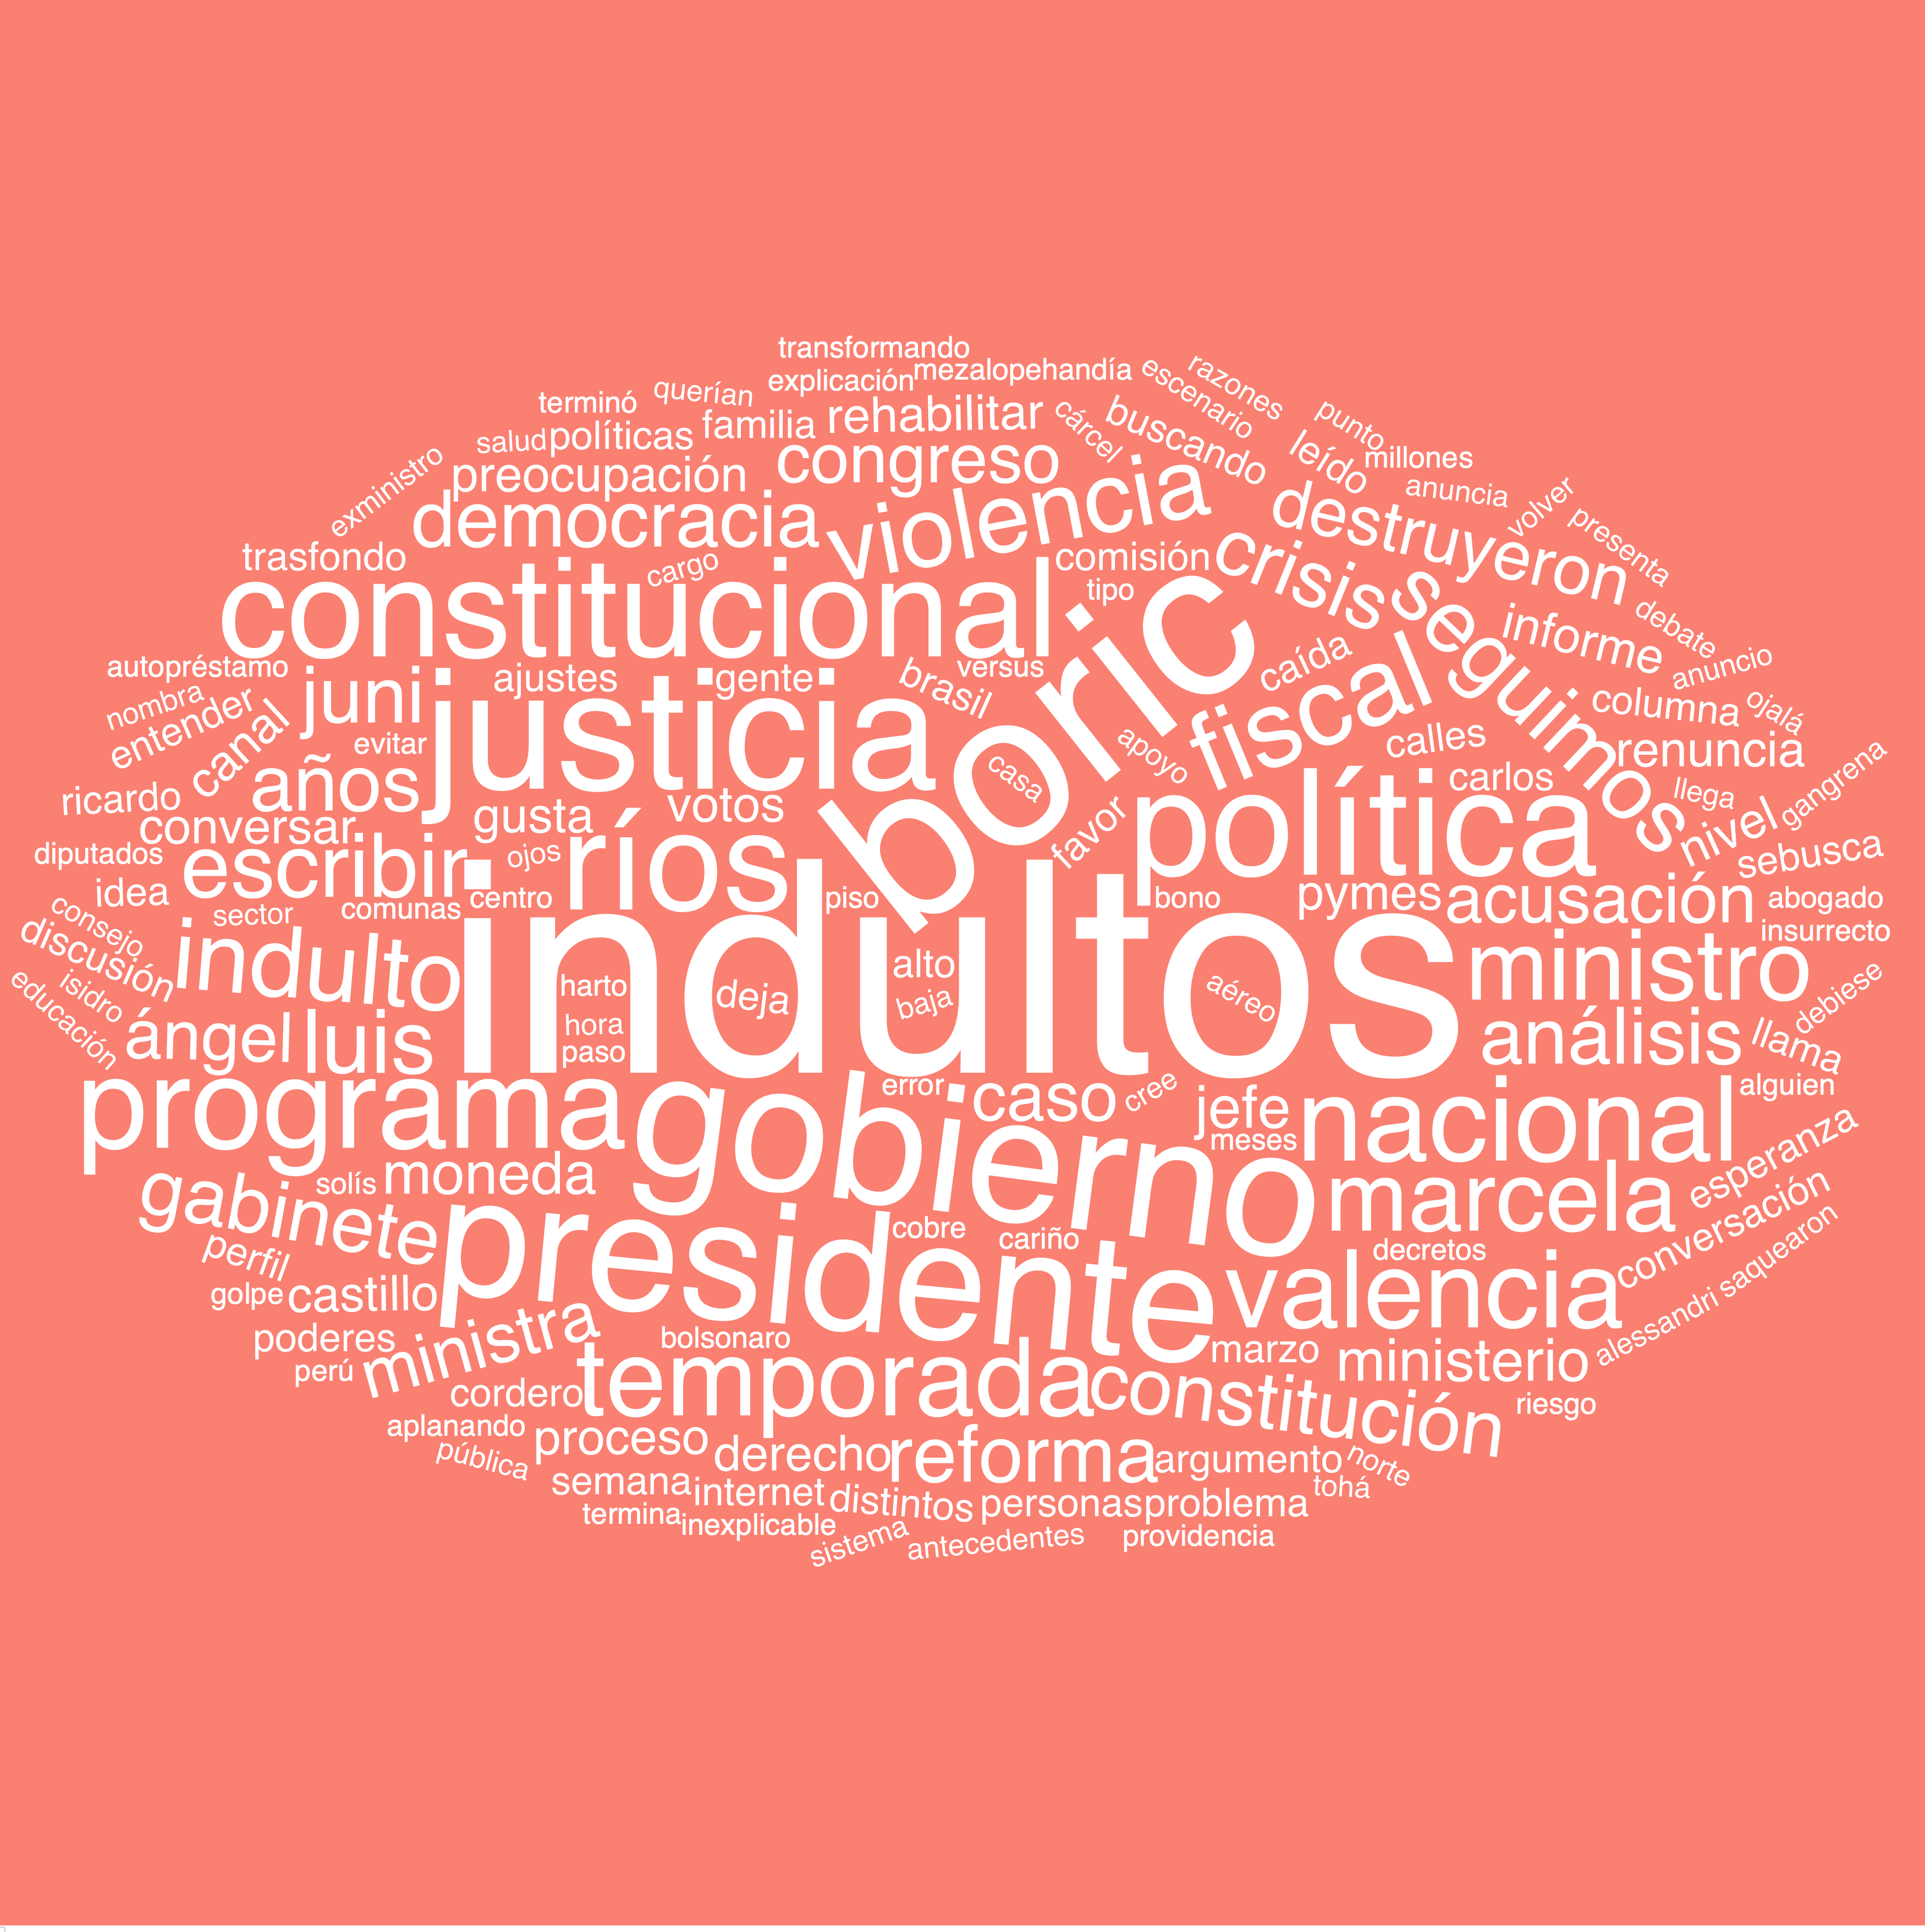 transformando
explicación
mezalopehandía
escenario
razones
terminó
querían
familia
rehabilitar
cárcel
buscando
punto
salud
políticas
leído
millones
exministro
preocupación
congreso
anuncia
volver
presenta
trasfondo
democracia
violencia
destruyeron
cargo
comisión
crisis
tipo
debate
constitucional
boric
seguimos
informe
autopréstamo
juni
ajustes
gente
brasil
versus
caída
anuncio
nombra
entender
canal
evitar
justicia
fiscal
columna
ojalá
apoyo
calles
renuncia
casa
ricardo
años
gusta
votos
carlos
llega
gangrena
conversar
política
favor
nivel
diputados
escribir
ojos
ríos
sebusca
idea
sector
comunas
centro
piso
bono
pymes
acusación
abogado
consejo
discusión
indulto
indultos
insurrecto
ministro
isidro
educación
harto
deja
alto
baja
aéreo
debiese
ángel
luis
hora
paso
análisis
llama
programa
error
caso
cree
jefe
meses
nacional
alguien
gobierno
esperanza
gabinete
solís
moneda
marcela
conversación
perfil
presidente
cobre
cariño
decretos
saquearon
golpe
castillo
valencia
alessandri
poderes
ministra
bolsonaro
marzo
ministerio
perú
cordero
temporada
constitución
riesgo
aplanando
pública
proceso
derecho
reforma
argumento
norte
semana
internet
distintos
personas
problema
tohá
termina
inexplicable
sistema
antecedentes
providencia